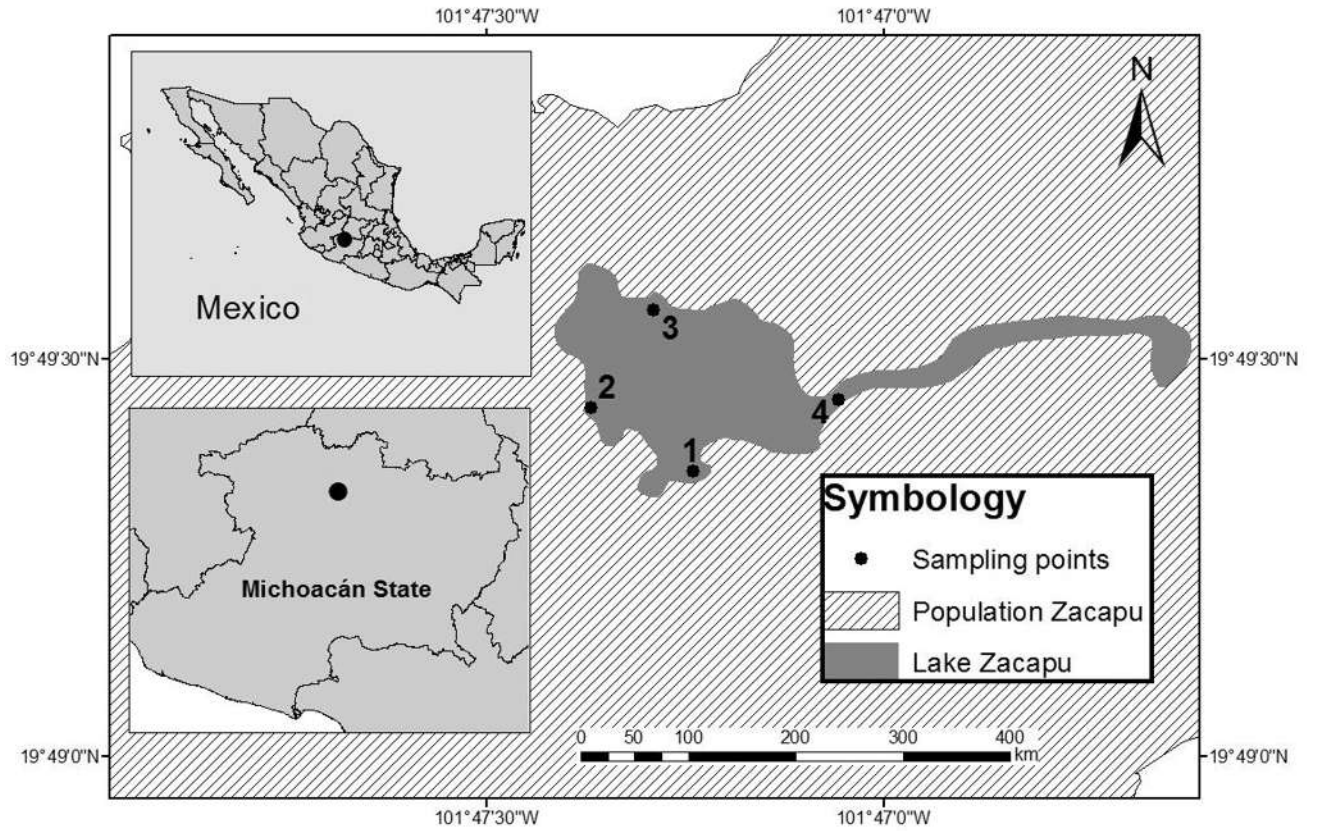 101°47'30"W
101°47'0"W
N
Mexico
3
19°49'30"N
19°49'30"N
2
4
1
Symbology
Sampling points
Michoacán State
Population Zacapu
Lake Zacapu
0 50 100 200 300 400
km
19°49'0"N
19°49'0"N
101°47'30"W
101°47'0"W